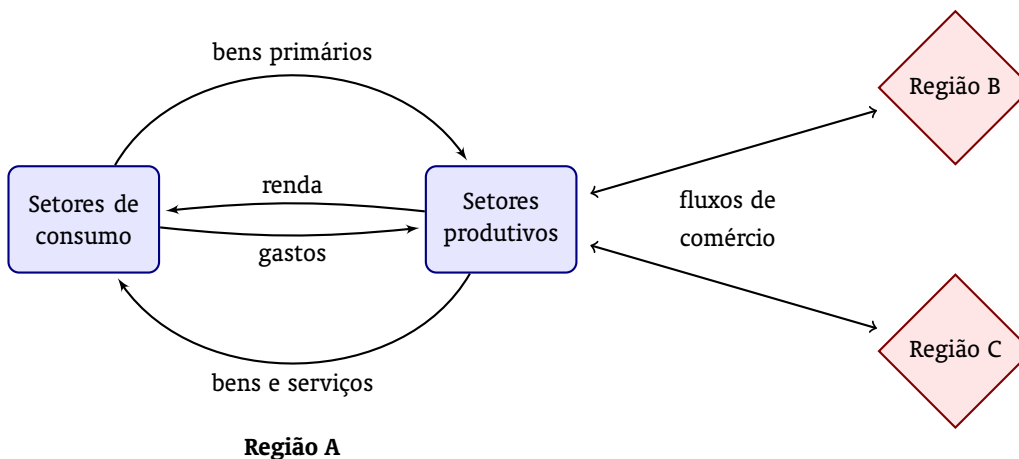 bens primários
Região B
Setores de
consumo
renda
gastos
Setores
produtivos
fluxos de
comércio
Região C
bens e serviços
Região A